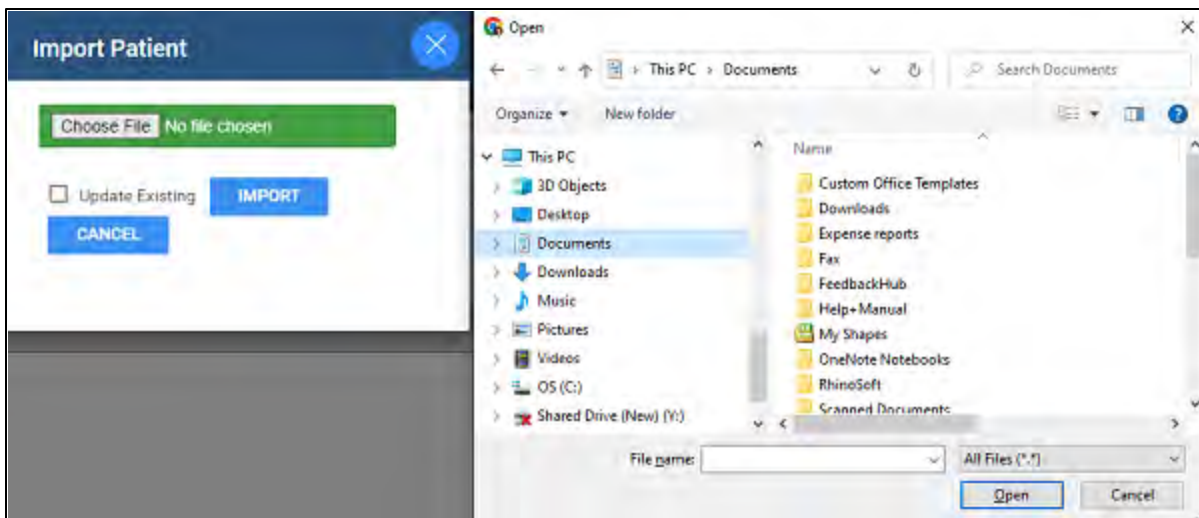 Import Patient
Choose File No file chosen
Update Existing IMPORT
CANCEL
Open
This PC > Documents
Search Documents
Organize New folder
This PC
3D Objects
Desktop
Documents
Downloads
Music
Pictures
Videos
OS (C:)
Shared Drive (New) (Y:)
Name
Custom Office Templates
Downloads
Expense reports
Fax
FeedbackHub
Help+Manual
My Shapes
OneNote Notebooks
RhinoSoft
Scanned Documents
File name:
All Files (*.*)
Open Cancel